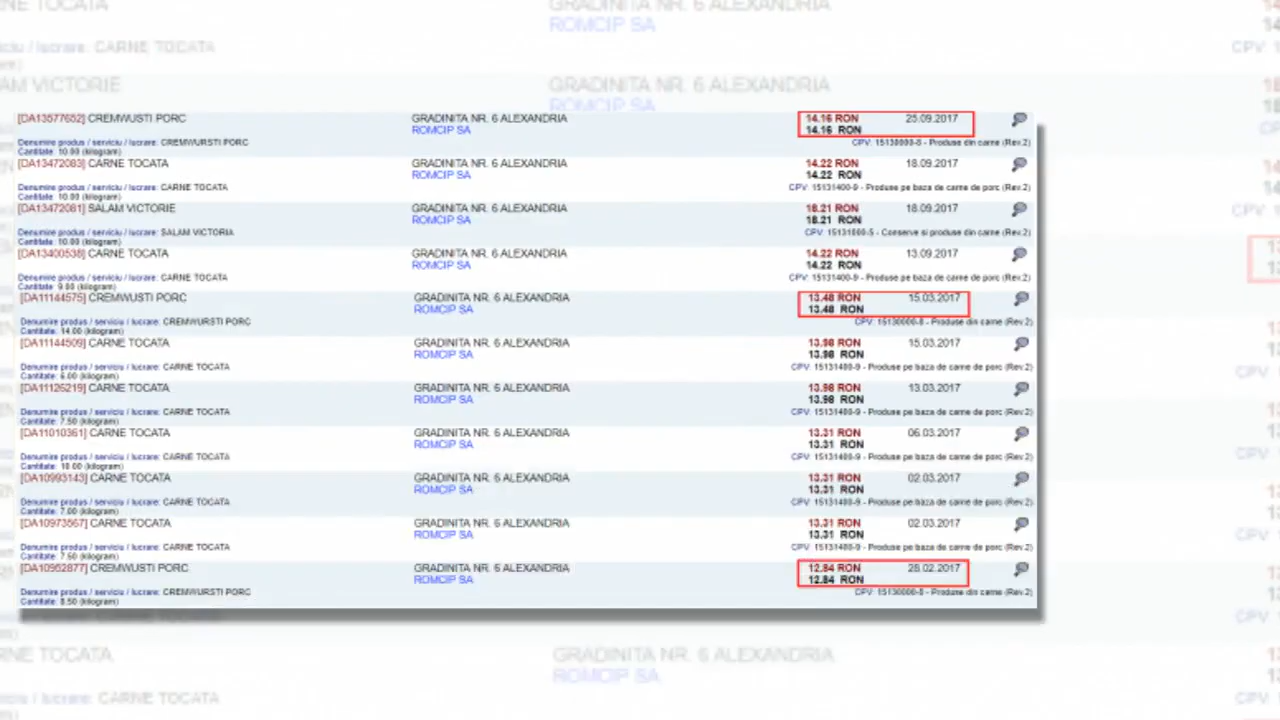 NE TOCATA GRADINITA NR. 6 ALEXANDRIA
ROMCIP SA
ciu / lucrare: CARNE TOCATA CPV: 1
AM VICTORIE GRADINITA NR. 6 ALEXANDRIA
ROMCIP SA
[DA13577652] CREMWUSTI PORC GRADINITA NR. 6 ALEXANDRIA 14.16 RON 25.09.2017
ROMCIP SA 14.16 RON
Denumire produs / serviciu / lucrare: CREMWURSTI PORC CPV: 15130000-8 - Produse din carne (Rev.2)
Cantitate: 10.00 (kilogram)
[DA13472083] CARNE TOCATA GRADINITA NR. 6 ALEXANDRIA 14.22 RON 18.09.2017
ROMCIP SA 14.22 RON
Denumire produs / serviciu / lucrare: CARNE TOCATA CPV: 15131400-9 - Produse pe baza de carne de porc (Rev.2)
Cantitate: 10.00 (kilogram)
[DA13472081] SALAM VICTORIE GRADINITA NR. 6 ALEXANDRIA 18.21 RON 18.09.2017
ROMCIP SA 18.21 RON
Denumire produs / serviciu / lucrare: SALAM VICTORIA CPV: 15131000-5 - Conserve si produse din carne (Rev.2)
Cantitate: 10.00 (kilogram)
[DA13400538] CARNE TOCATA GRADINITA NR. 6 ALEXANDRIA 14.22 RON 13.09.2017
ROMCIP SA 14.22 RON
Denumire produs / serviciu / lucrare: CARNE TOCATA CPV: 15131400-9 - Produse pe baza de carne de porc (Rev.2)
Cantitate: 9.00 (kilogram)
[DA11144575] CREMWUSTI PORC GRADINITA NR. 6 ALEXANDRIA 13.48 RON 15.03.2017
ROMCIP SA 13.48 RON
Denumire produs / serviciu / lucrare: CREMWURSTI PORC CPV: 15130000-8 - Produse din carne (Rev.2)
Cantitate: 14.00 (kilogram)
[DA11144509] CARNE TOCATA GRADINITA NR. 6 ALEXANDRIA 13.98 RON 15.03.2017
ROMCIP SA 13.98 RON
Denumire produs / serviciu / lucrare: CARNE TOCATA CPV: 15131400-9 - Produse pe baza de carne de porc (Rev.2)
Cantitate: 6.00 (kilogram)
[DA11126219] CARNE TOCATA GRADINITA NR. 6 ALEXANDRIA 13.98 RON 13.03.2017
ROMCIP SA 13.98 RON
Denumire produs / serviciu / lucrare: CARNE TOCATA CPV: 15131400-9 - Produse pe baza de carne de porc (Rev.2)
Cantitate: 7.50 (kilogram)
[DA11010361] CARNE TOCATA GRADINITA NR. 6 ALEXANDRIA 13.31 RON 06.03.2017
ROMCIP SA 13.31 RON
Denumire produs / serviciu / lucrare: CARNE TOCATA CPV: 15131400-9 - Produse pe baza de carne de porc (Rev.2)
Cantitate: 10.00 (kilogram)
[DA10993143] CARNE TOCATA GRADINITA NR. 6 ALEXANDRIA 13.31 RON 02.03.2017
ROMCIP SA 13.31 RON
Denumire produs / serviciu / lucrare: CARNE TOCATA CPV: 15131400-9 - Produse pe baza de carne de porc (Rev.2)
Cantitate: 7.00 (kilogram)
[DA10973567] CARNE TOCATA GRADINITA NR. 6 ALEXANDRIA 13.31 RON 02.03.2017
ROMCIP SA 13.31 RON
Denumire produs / serviciu / lucrare: CARNE TOCATA CPV: 15131400-9 - Produse pe baza de carne de porc (Rev.2)
Cantitate: 7.50 (kilogram)
[DA10952877] CREMWUSTI PORC GRADINITA NR. 6 ALEXANDRIA 12.84 RON 28.02.2017
ROMCIP SA 12.84 RON
Denumire produs / serviciu / lucrare: CREMWURSTI PORC CPV: 15130000-8 - Produse din carne (Rev.2)
Cantitate: 8.50 (kilogram)
NE TOCATA GRADINITA NR. 6 ALEXANDRIA
ROMCIP SA
ciu / lucrare: CARNE TOCATA CPV: 1